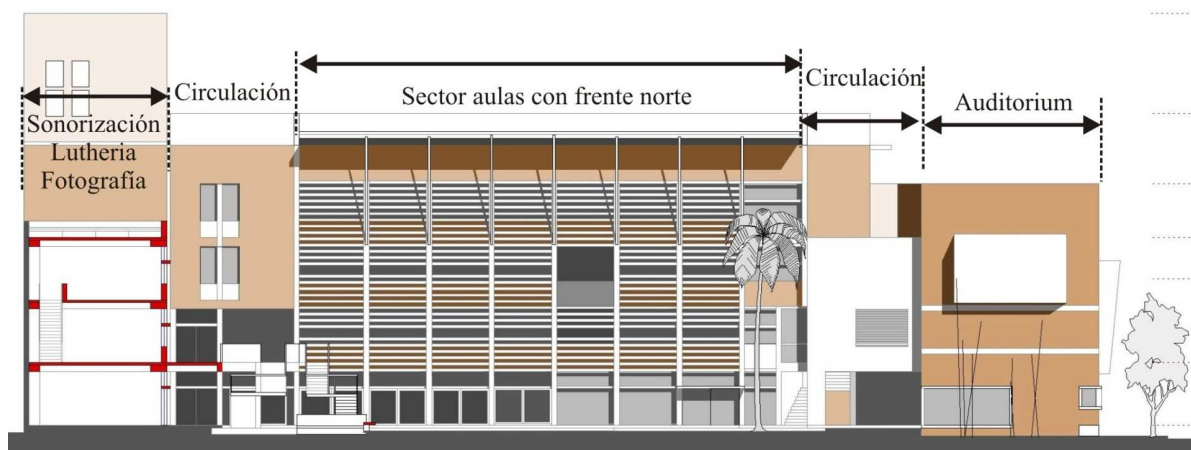 Sonorización
Lutheria
Fotografía
Circulación
Sector aulas con frente norte
Circulación
Auditorium